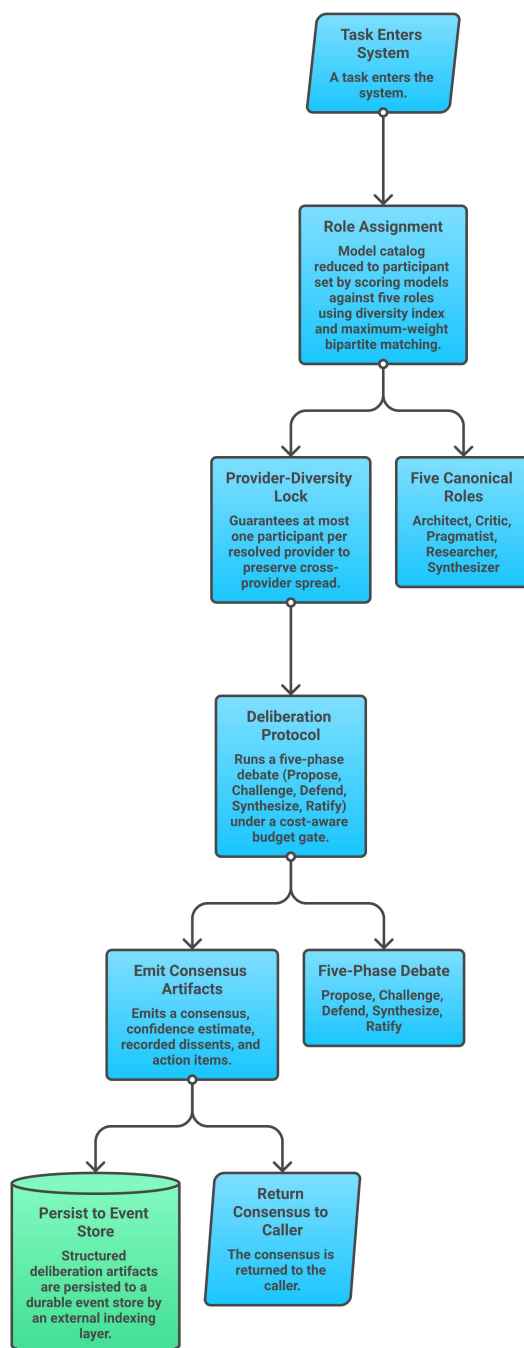 Task Enters
System
A task enters the
system.
Role Assignment
Model catalog
reduced to participant
set by scoring models
against five roles
using diversity index
and maximum-weight
bipartite matching.
Provider-Diversity
Lock
Guarantees at most
one participant per
resolved provider to
preserve cross-
provider spread.
Five Canonical
Roles
Architect, Critic,
Pragmatist,
Researcher,
Synthesizer
Deliberation
Protocol
Runs a five-phase
debate (Propose,
Challenge, Defend,
Synthesize, Ratify)
under a cost-aware
budget gate.
Emit Consensus
Artifacts
Emits a consensus,
confidence estimate,
recorded dissents, and
action items.
Five-Phase Debate
Propose, Challenge,
Defend, Synthesize,
Ratify
Persist to Event
Store
Structured
deliberation artifacts
are persisted to a
durable event store by
an external indexing
layer.
Return
Consensus to
Caller
The consensus is
returned to the
caller.